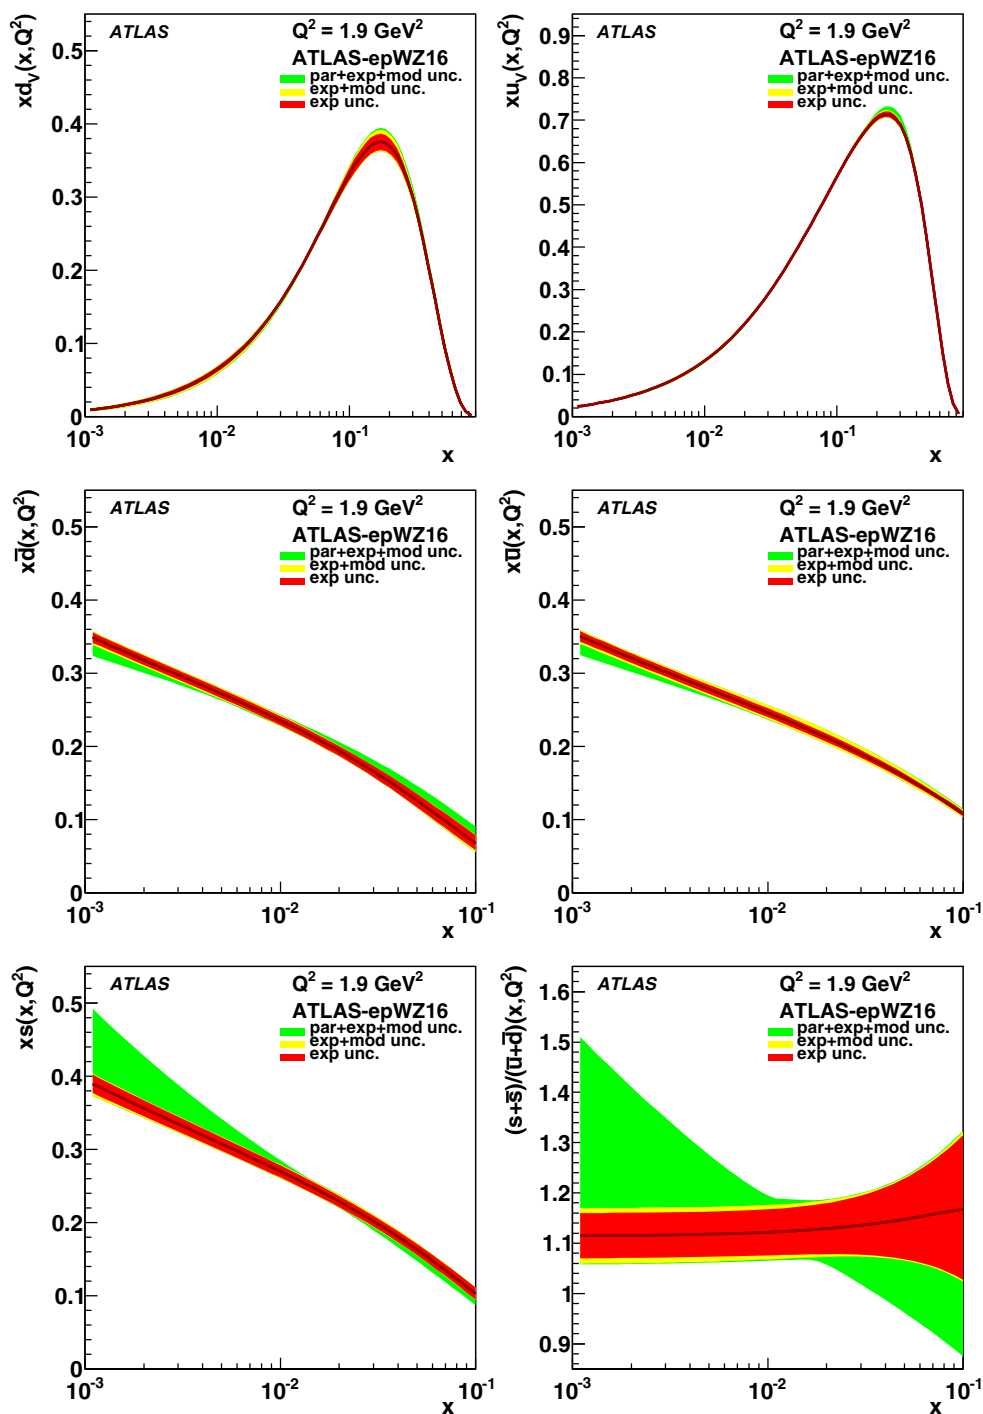 xd_V(x,Q²)
ATLAS
Q² = 1.9 GeV²
ATLAS-epWZ16
par+exp+mod unc.
exp+mod unc.
exp unc.
0.5
0.4
0.3
0.2
0.1
0
10⁻³
10⁻²
10⁻¹
x
xu_V(x,Q²)
ATLAS
Q² = 1.9 GeV²
ATLAS-epWZ16
par+exp+mod unc.
exp+mod unc.
exp unc.
0.9
0.8
0.7
0.6
0.5
0.4
0.3
0.2
0.1
0
10⁻³
10⁻²
10⁻¹
x
xd̅(x,Q²)
ATLAS
Q² = 1.9 GeV²
ATLAS-epWZ16
par+exp+mod unc.
exp+mod unc.
exp unc.
0.5
0.4
0.3
0.2
0.1
0
10⁻³
10⁻²
10⁻¹
x
xu̅(x,Q²)
ATLAS
Q² = 1.9 GeV²
ATLAS-epWZ16
par+exp+mod unc.
exp+mod unc.
exp unc.
0.5
0.4
0.3
0.2
0.1
0
10⁻³
10⁻²
10⁻¹
x
xs(x,Q²)
ATLAS
Q² = 1.9 GeV²
ATLAS-epWZ16
par+exp+mod unc.
exp+mod unc.
exp unc.
0.5
0.4
0.3
0.2
0.1
0
10⁻³
10⁻²
10⁻¹
x
(s+s̅)/(u̅+d̅)(x,Q²)
ATLAS
Q² = 1.9 GeV²
ATLAS-epWZ16
par+exp+mod unc.
exp+mod unc.
exp unc.
1.6
1.5
1.4
1.3
1.2
1.1
1
0.9
10⁻³
10⁻²
10⁻¹
x